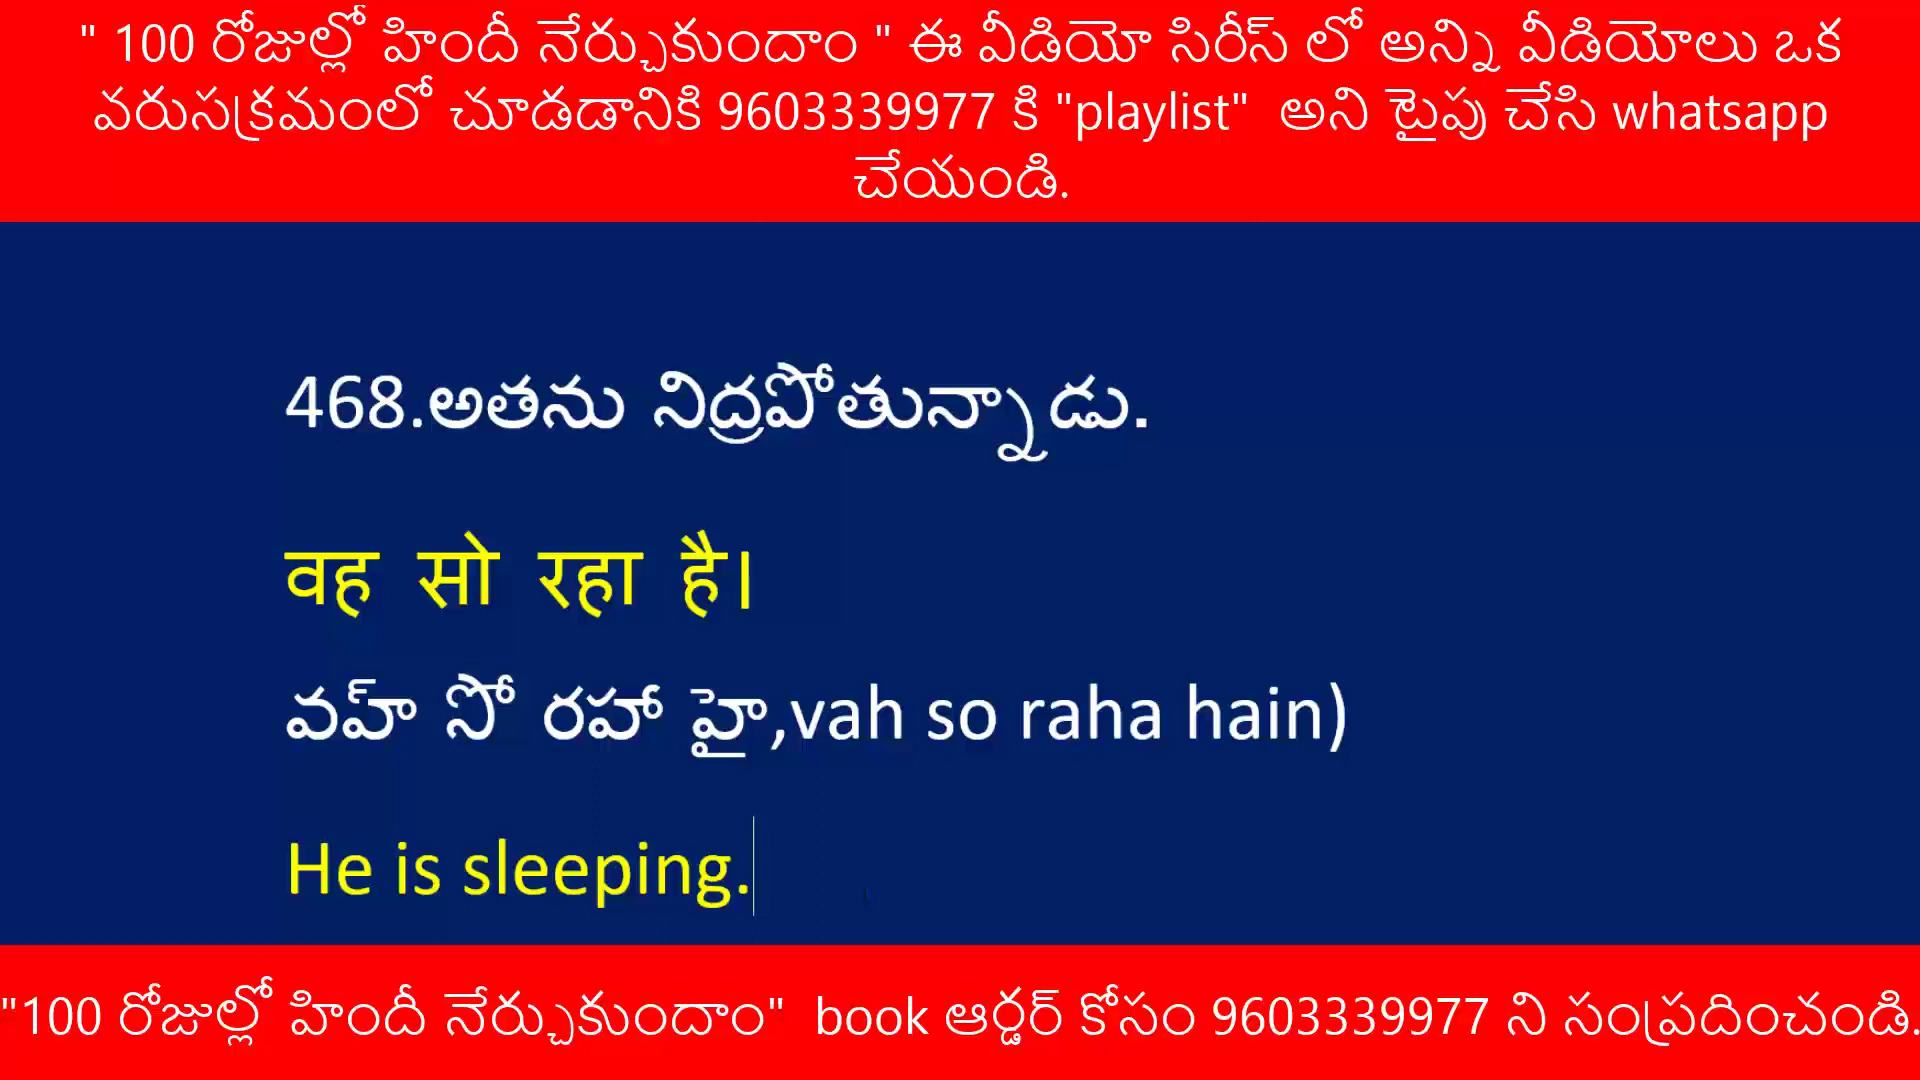 " 100 రోజుల్లో హిందీ నేర్చుకుందాం " ఈ వీడియో సిరీస్ లో అన్ని వీడియోలు ఒక
వరుసక్రమంలో చూడడానికి 9603339977 కి "playlist" అని టైపు చేసి whatsapp
చేయండి.
468.అతను నిద్రపోతున్నాడు.
वह सो रहा है।
వహ్ సో రహా హై,vah so raha hain)
He is sleeping.
"100 రోజుల్లో హిందీ నేర్చుకుందాం" book ఆర్డర్ కోసం 9603339977 ని సంప్రదించండి.